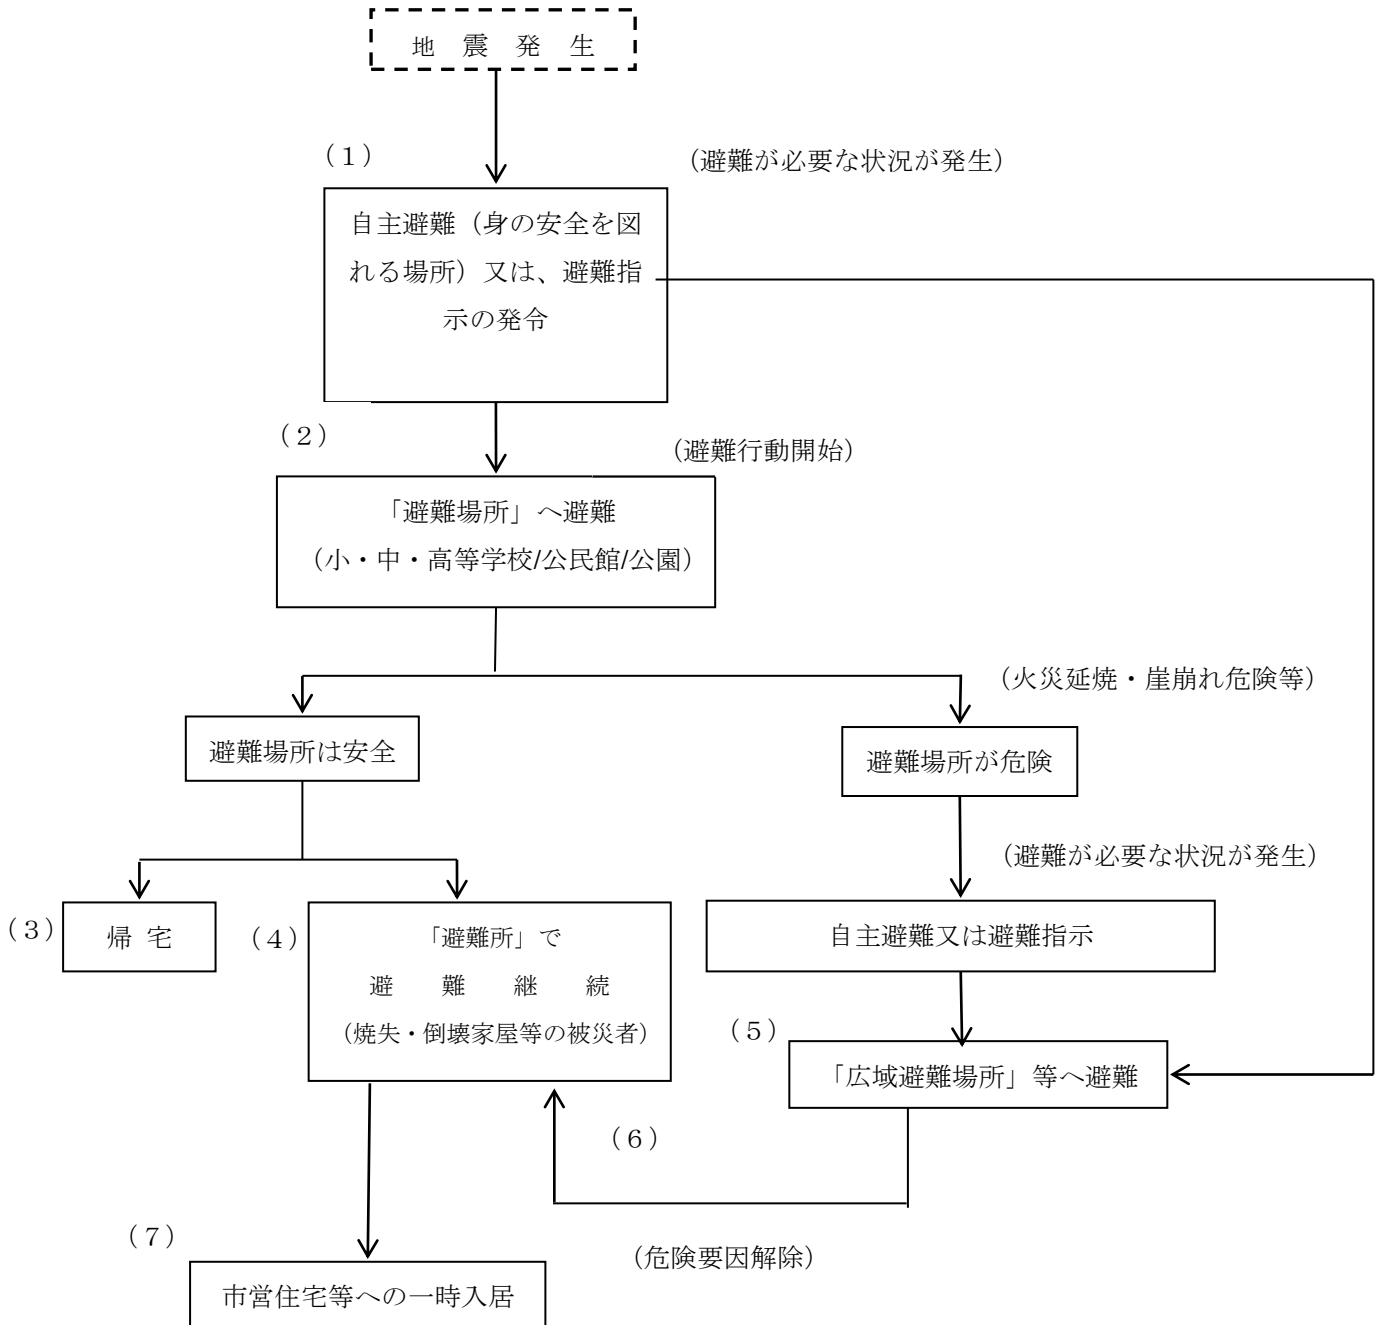 地　震　発　生
（１）
（避難が必要な状況が発生）
自主避難（身の安全を図
れる場所）又は、避難指
示の発令
（２）
（避難行動開始）
「避難場所」へ避難
（小・中・高等学校/公民館/公園）
（火災延焼・崖崩れ危険等）
避難場所は安全
避難場所が危険
（避難が必要な状況が発生）
（３）
帰 宅
（４）
「避難所」で
避　難　継　続
（焼失・倒壊家屋等の被災者）
自主避難又は避難指示
（５）
「広域避難場所」等へ避難
（６）
（危険要因解除）
（７）
市営住宅等への一時入居